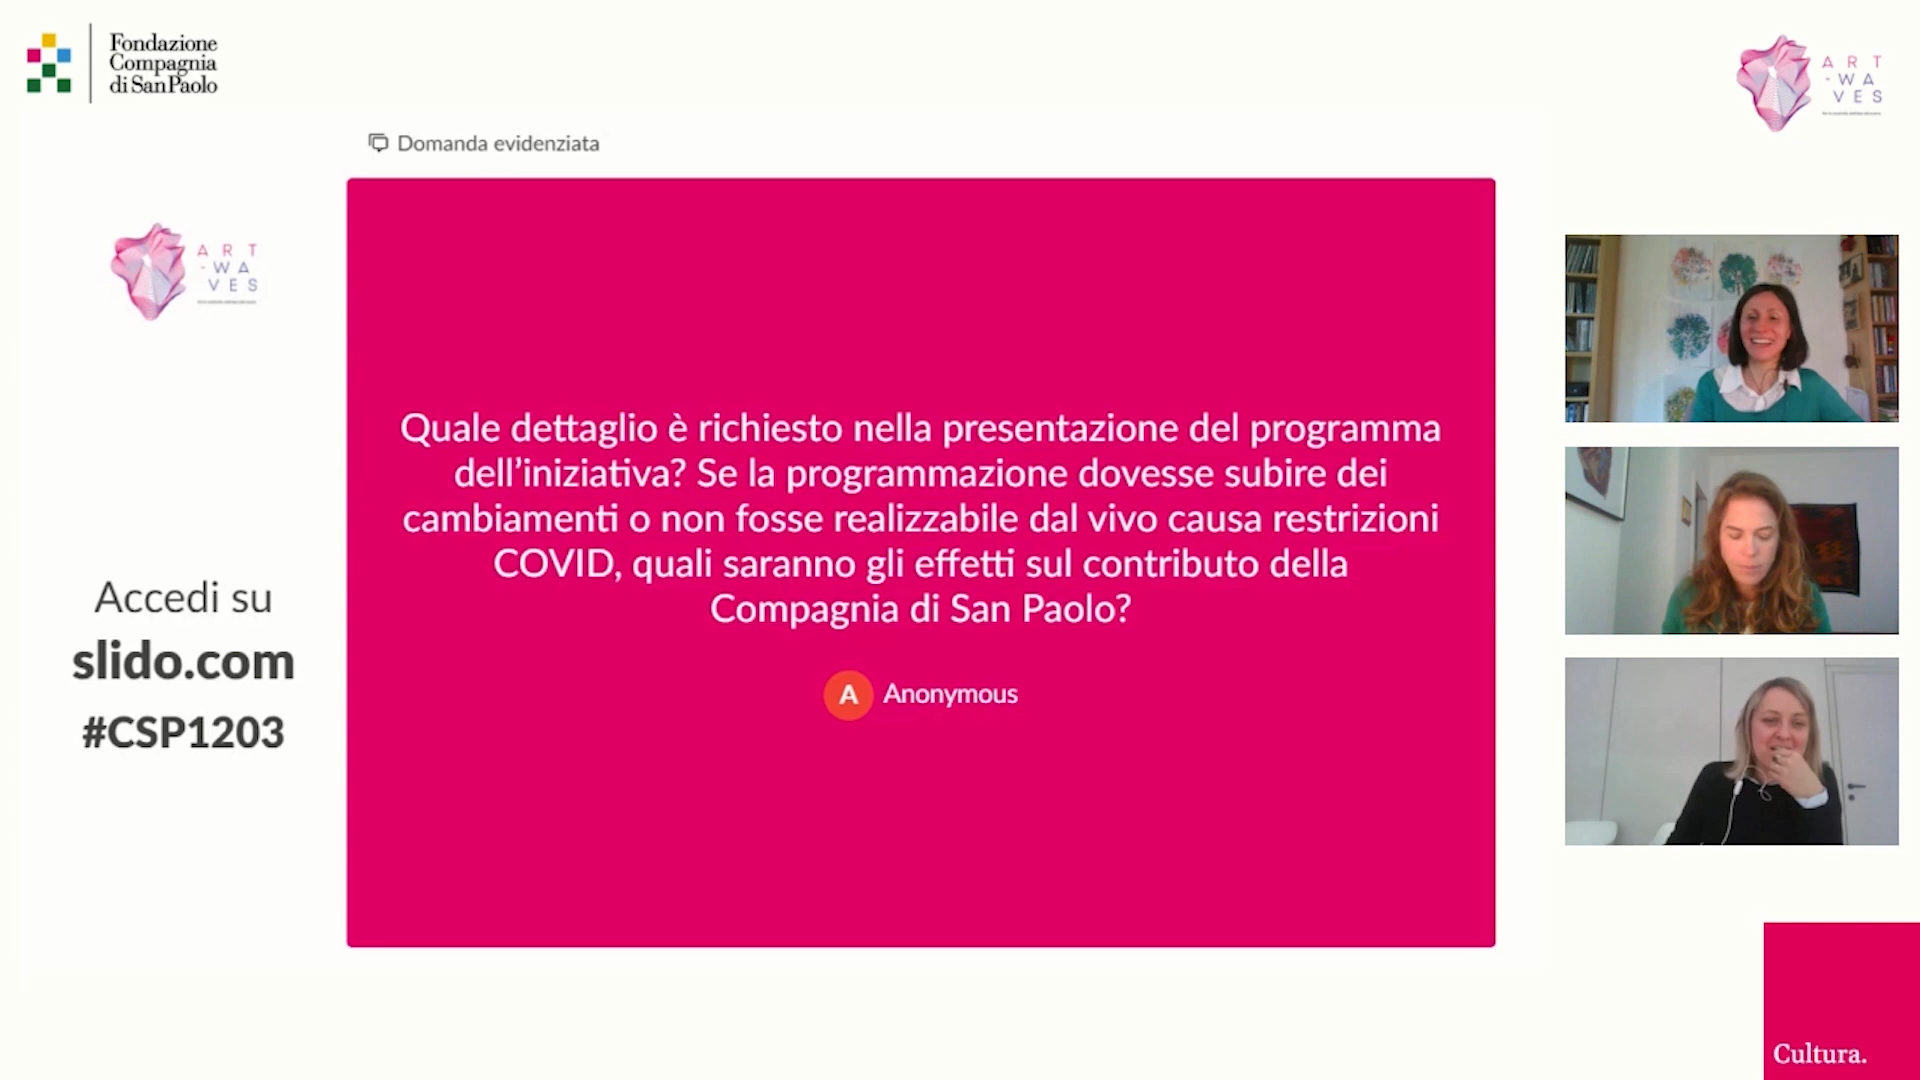 Fondazione
Compagnia
di San Paolo
ART
-WA
VES
Domanda evidenziata
ART
-WA
VES
Accedi su
slido.com
#CSP1203
Quale dettaglio è richiesto nella presentazione del programma
dell’iniziativa? Se la programmazione dovesse subire dei
cambiamenti o non fosse realizzabile dal vivo causa restrizioni
COVID, quali saranno gli effetti sul contributo della
Compagnia di San Paolo?
A Anonymous
Cultura.